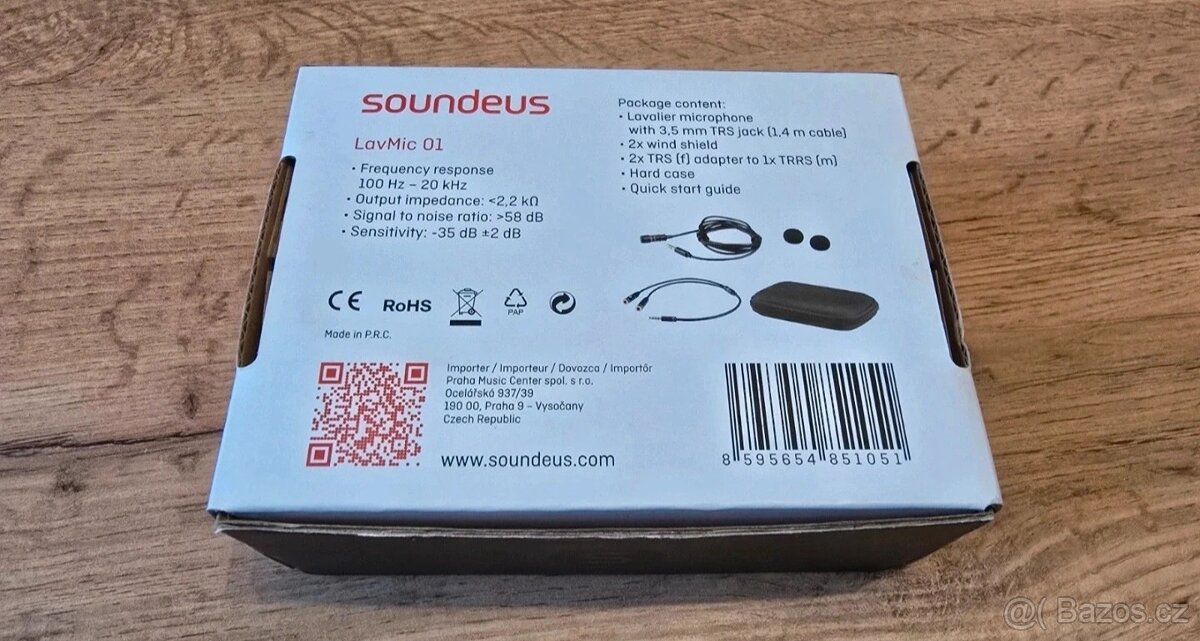 soundeus
LavMic 01
• Frequency response
100 Hz – 20 kHz
• Output impedance: <2,2 kΩ
• Signal to noise ratio: >58 dB
• Sensitivity: -35 dB ±2 dB
Package content:
• Lavalier microphone
with 3,5 mm TRS jack (1,4 m cable)
• 2x wind shield
• 2x TRS (f) adapter to 1x TRRS (m)
• Hard case
• Quick start guide
CE RoHS PAP
Made in P.R.C.
Importer / Importeur / Dovozca / Importőr
Praha Music Center spol. s r.o.
Ocelářská 937/39
190 00, Praha 9 – Vysočany
Czech Republic
www.soundeus.com
8 595654 851051
@( Bazos.cz